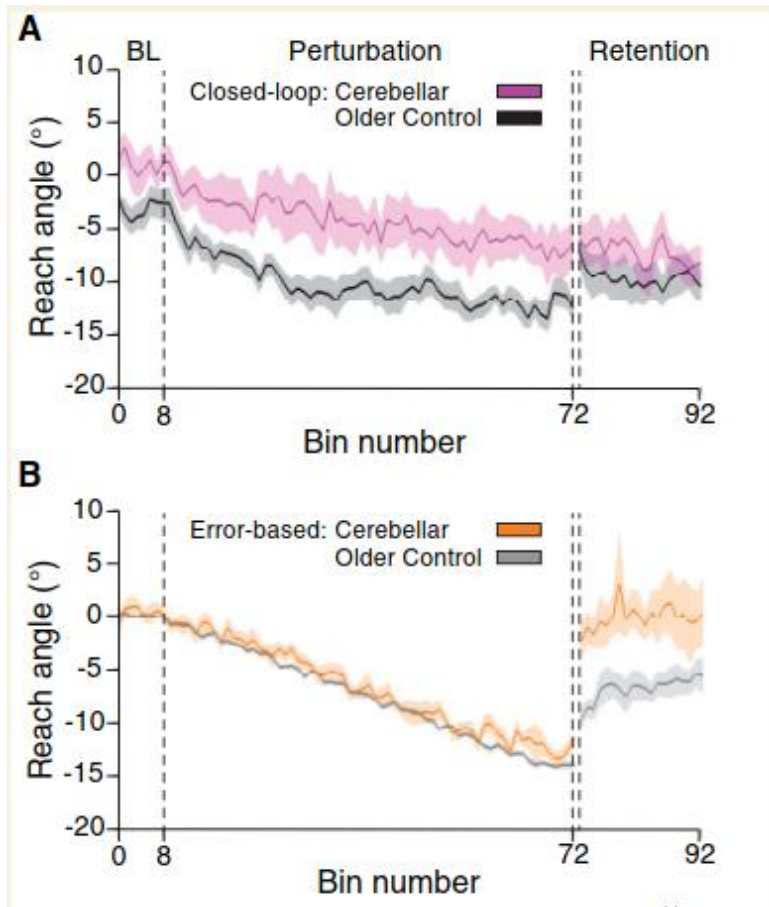 A
BL Perturbation Retention
Closed-loop: Cerebellar
Older Control
10
5
0
-5
-10
-15
-20
Reach angle (°)
0 8 72 92
Bin number
B
Error-based: Cerebellar
Older Control
10
5
0
-5
-10
-15
-20
Reach angle (°)
0 8 72 92
Bin number